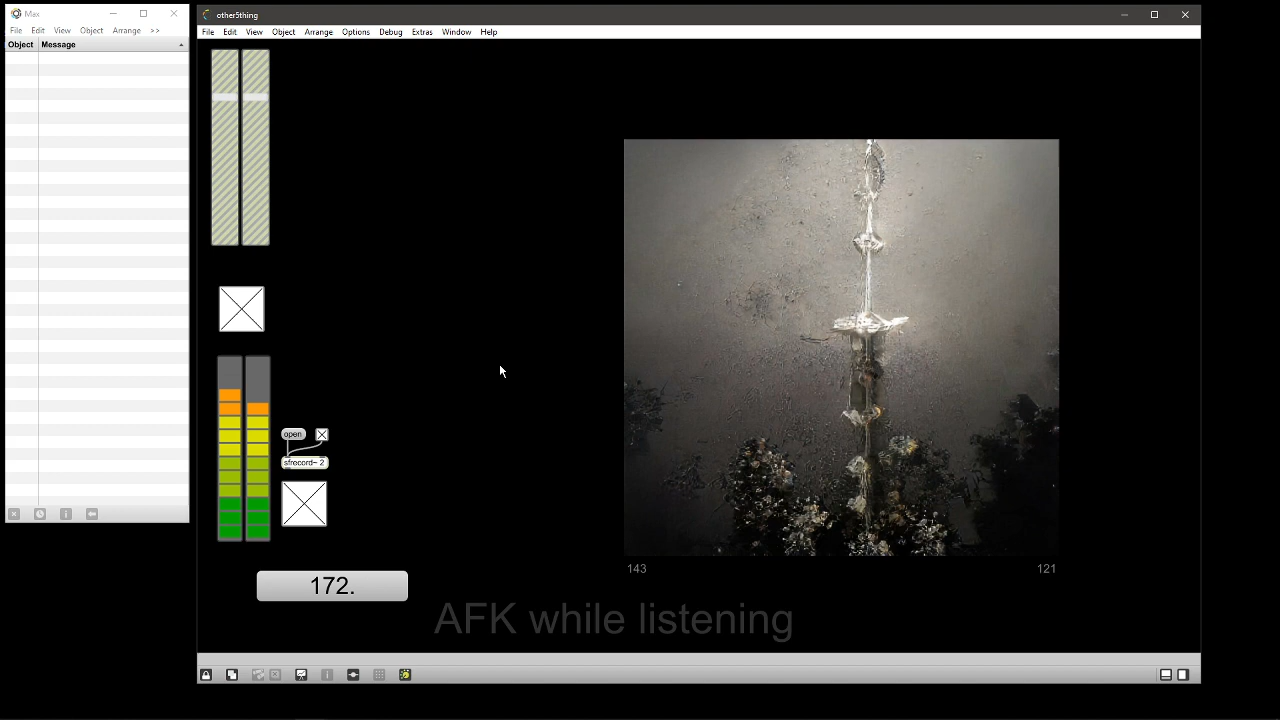 Max
File Edit View Object Arrange >>
Object Message
other5thing
File Edit View Object Arrange Options Debug Extras Window Help
open
sfrecord~ 2
143
121
172.
AFK while listening